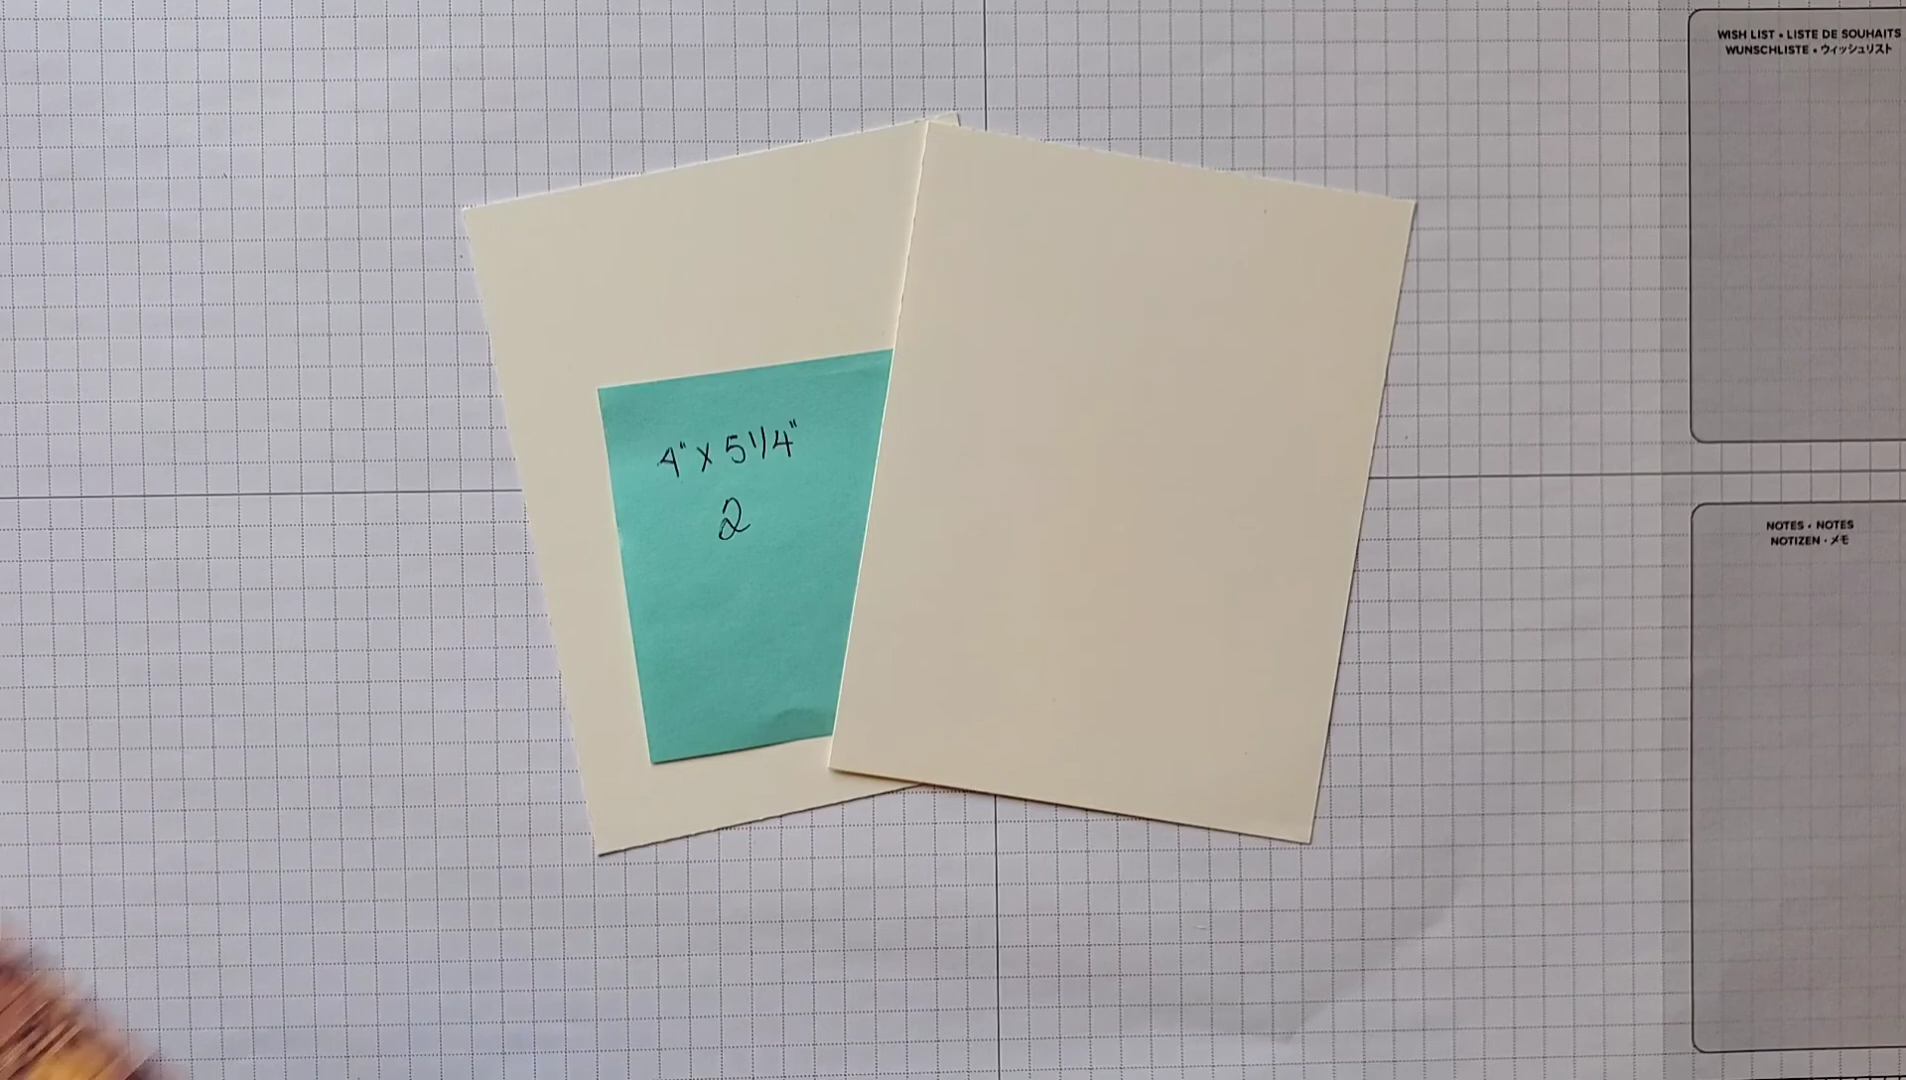 WISH LIST • LISTE DE SOUHAITS
WUNSCHLISTE • ウィッシュリスト
4" x 5 1/4"
2
NOTES • NOTES
NOTIZEN • メモ